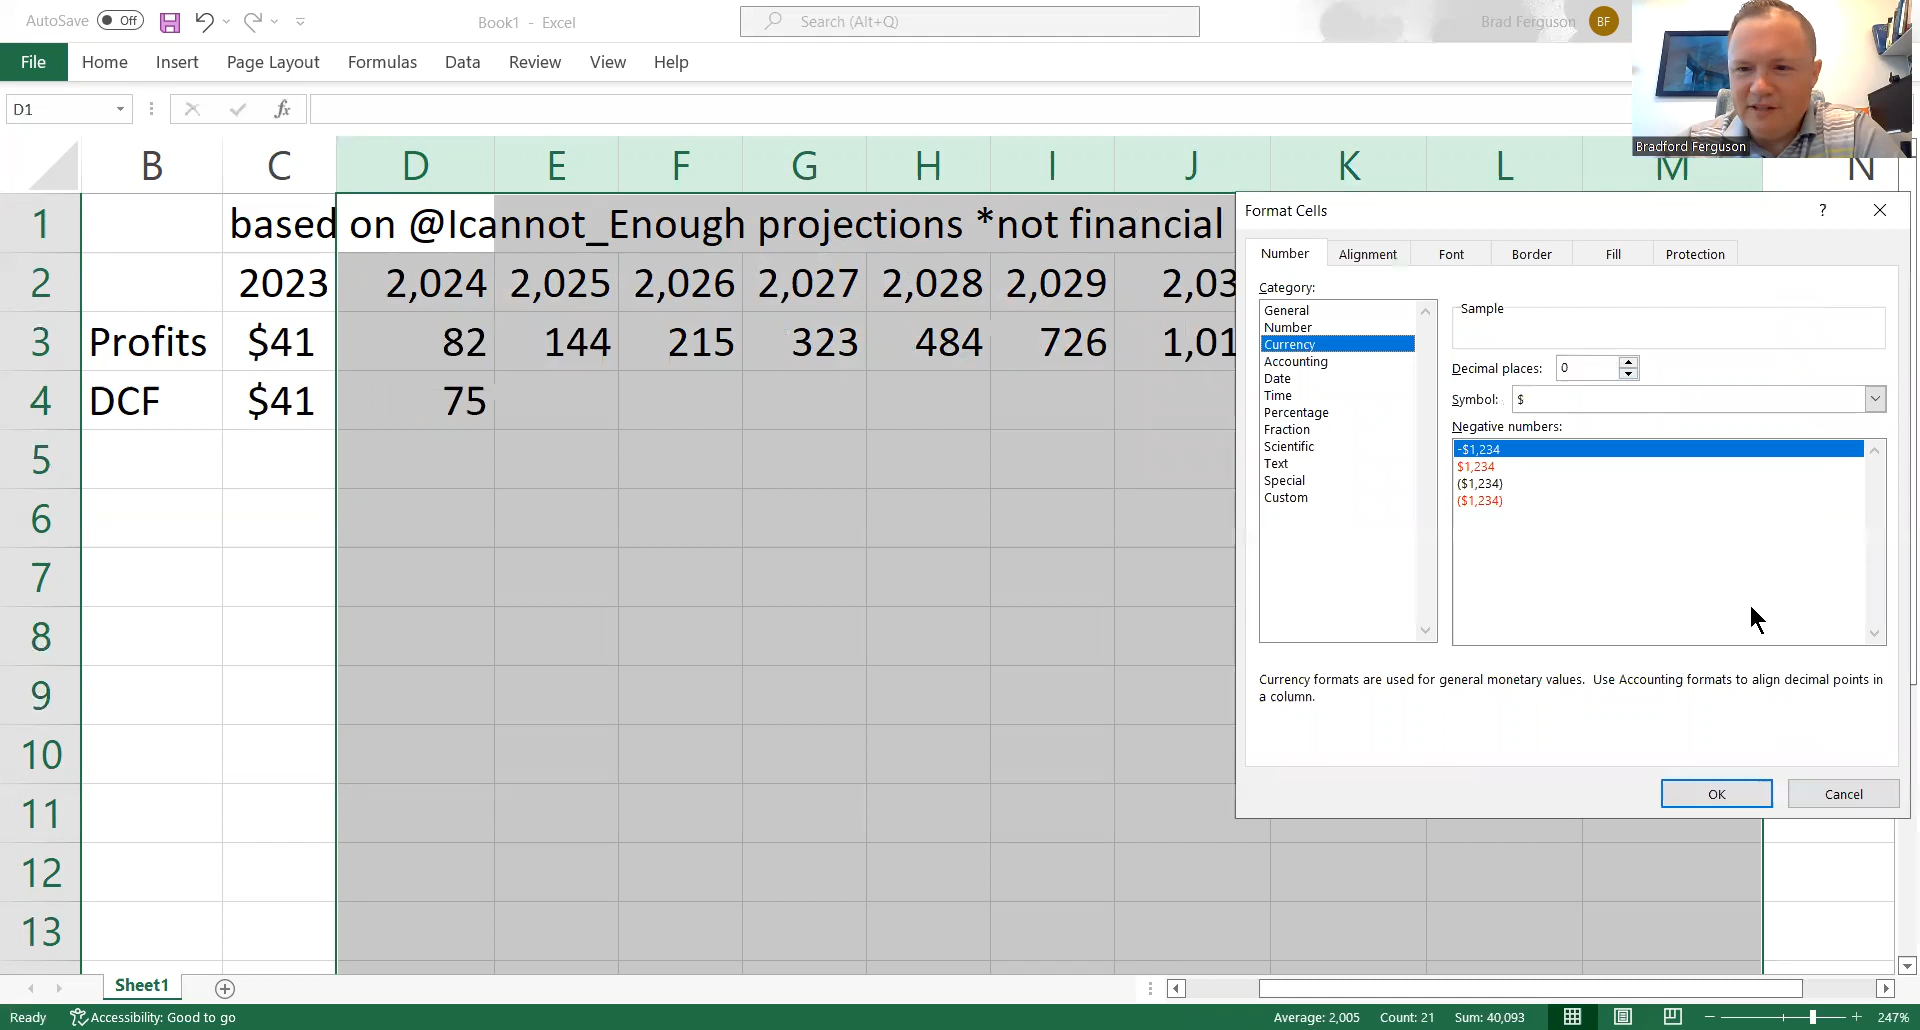 AutoSave Off
Book1 - Excel
Search (Alt+Q)
Brad Ferguson BF
File Home Insert Page Layout Formulas Data Review View Help
D1 fx
Bradford Ferguson
B C D E F G H I J K L M N
1 based on @Icannot_Enough projections *not financial
2 2023 2,024 2,025 2,026 2,027 2,028 2,029 2,03
3 Profits $41 82 144 215 323 484 726 1,01
4 DCF $41 75
5
6
7
8
9
10
11
12
13
Format Cells ?
Number Alignment Font Border Fill Protection
Category:
General
Number
Currency
Accounting
Date
Time
Percentage
Fraction
Scientific
Text
Special
Custom
Sample
Decimal places: 0
Symbol: $
Negative numbers:
-$1,234
$1,234
($1,234)
($1,234)
Currency formats are used for general monetary values. Use Accounting formats to align decimal points in
a column.
OK Cancel
Sheet1
Ready Accessibility: Good to go Average: 2,005 Count: 21 Sum: 40,093 247%